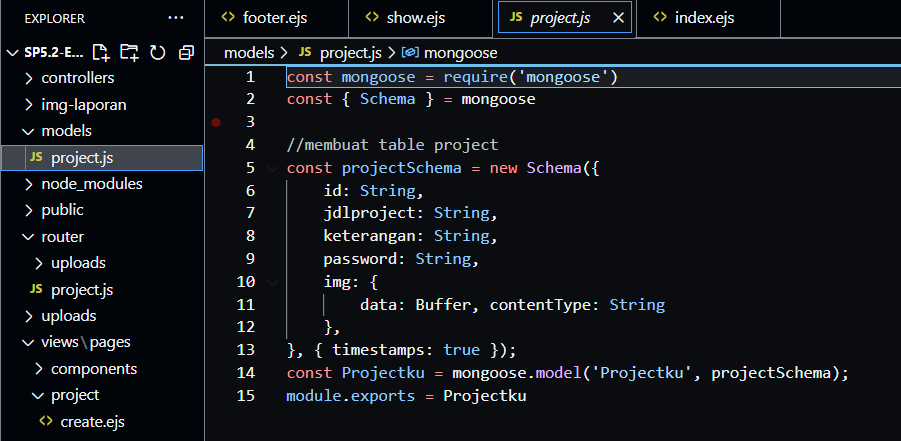 EXPLORER ···
SP5.2-E...
controllers
img-laporan
models
JS project.js
node_modules
public
router
uploads
JS project.js
uploads
views\pages
components
project
<> create.ejs
<> footer.ejs
<> show.ejs
JS project.js ×
<> index.ejs
models > JS project.js > mongoose
1 const mongoose = require('mongoose')
2 const { Schema } = mongoose
3
4 //membuat table project
5 const projectSchema = new Schema({
6 id: String,
7 jdlproject: String,
8 keterangan: String,
9 password: String,
10 img: {
11 data: Buffer, contentType: String
12 },
13 }, { timestamps: true });
14 const Projectku = mongoose.model('Projectku', projectSchema);
15 module.exports = Projectku